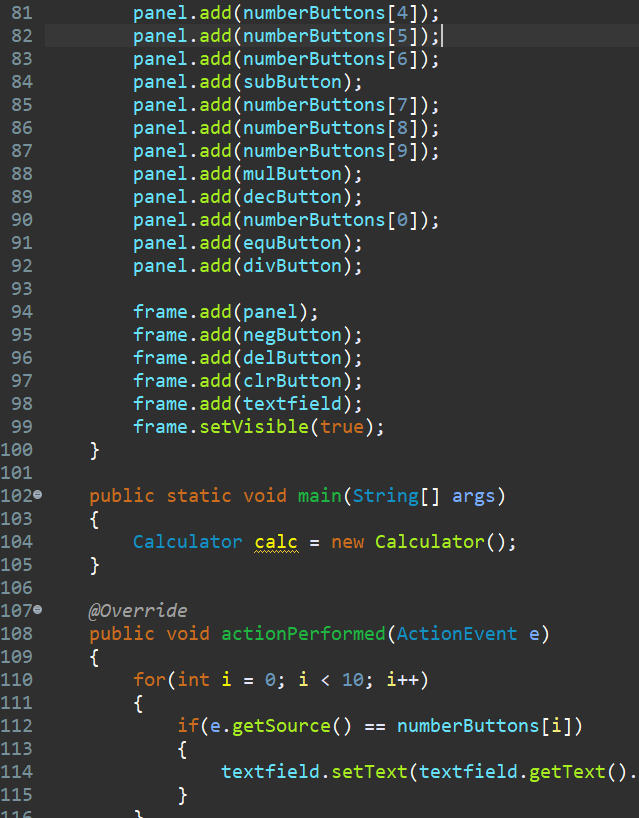 81 panel.add(numberButtons[4]);
82 panel.add(numberButtons[5]);
83 panel.add(numberButtons[6]);
84 panel.add(subButton);
85 panel.add(numberButtons[7]);
86 panel.add(numberButtons[8]);
87 panel.add(numberButtons[9]);
88 panel.add(mulButton);
89 panel.add(decButton);
90 panel.add(numberButtons[0]);
91 panel.add(equButton);
92 panel.add(divButton);
93
94 frame.add(panel);
95 frame.add(negButton);
96 frame.add(delButton);
97 frame.add(clrButton);
98 frame.add(textfield);
99 frame.setVisible(true);
100 }
101
102 public static void main(String[] args)
103 {
104 Calculator calc = new Calculator();
105 }
106
107 @Override
108 public void actionPerformed(ActionEvent e)
109 {
110 for(int i = 0; i < 10; i++)
111 {
112 if(e.getSource() == numberButtons[i])
113 {
114 textfield.setText(textfield.getText().
115 }
116 }